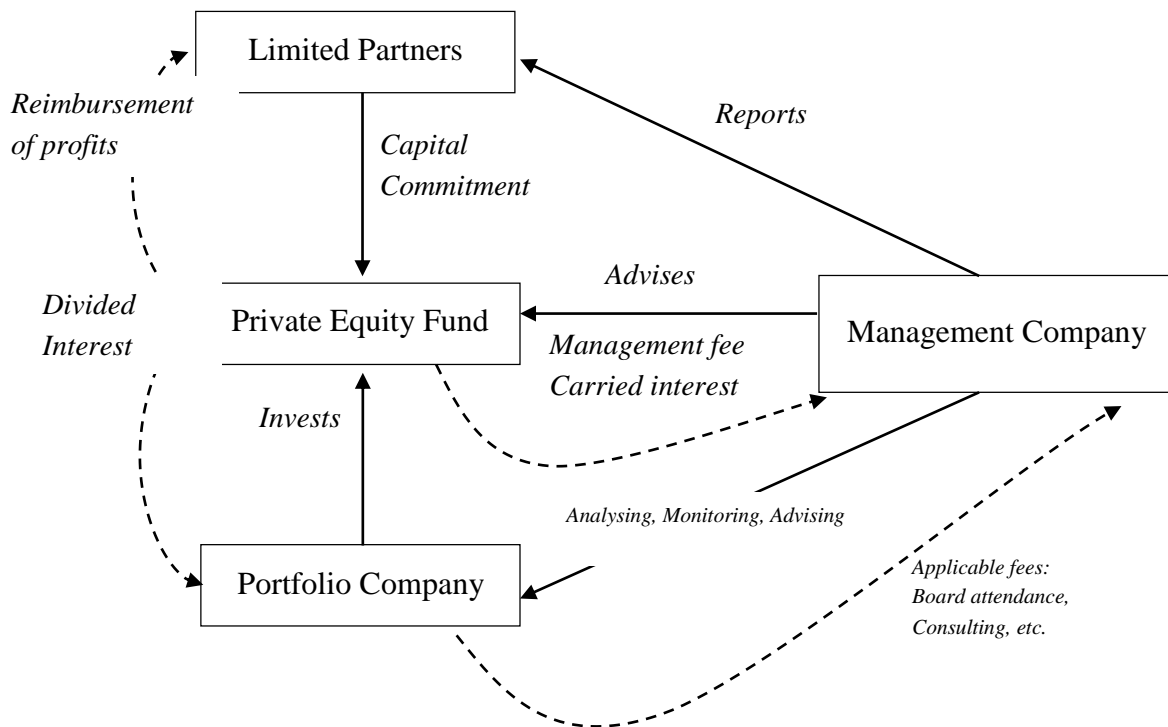 Limited Partners
Reimbursement
of profits
Reports
Capital
Commitment
Advises
Divided
Interest
Private Equity Fund
Management Company
Management fee
Carried interest
Invests
Analysing, Monitoring, Advising
Portfolio Company
Applicable fees:
Board attendance,
Consulting, etc.